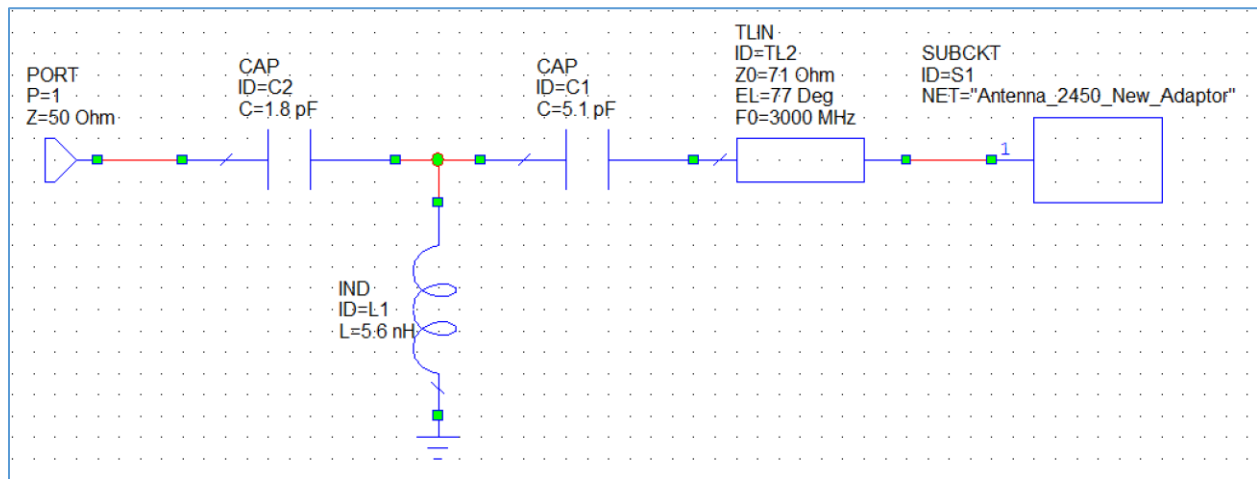 PORT
P=1
Z=50 Ohm
CAP
ID=C2
C=1.8 pF
CAP
ID=C1
C=5.1 pF
TLIN
ID=TL2
Z0=71 Ohm
EL=77 Deg
F0=3000 MHz
SUBCKT
ID=S1
NET="Antenna_2450_New_Adaptor"
1
IND
ID=L1
L=5.6 nH